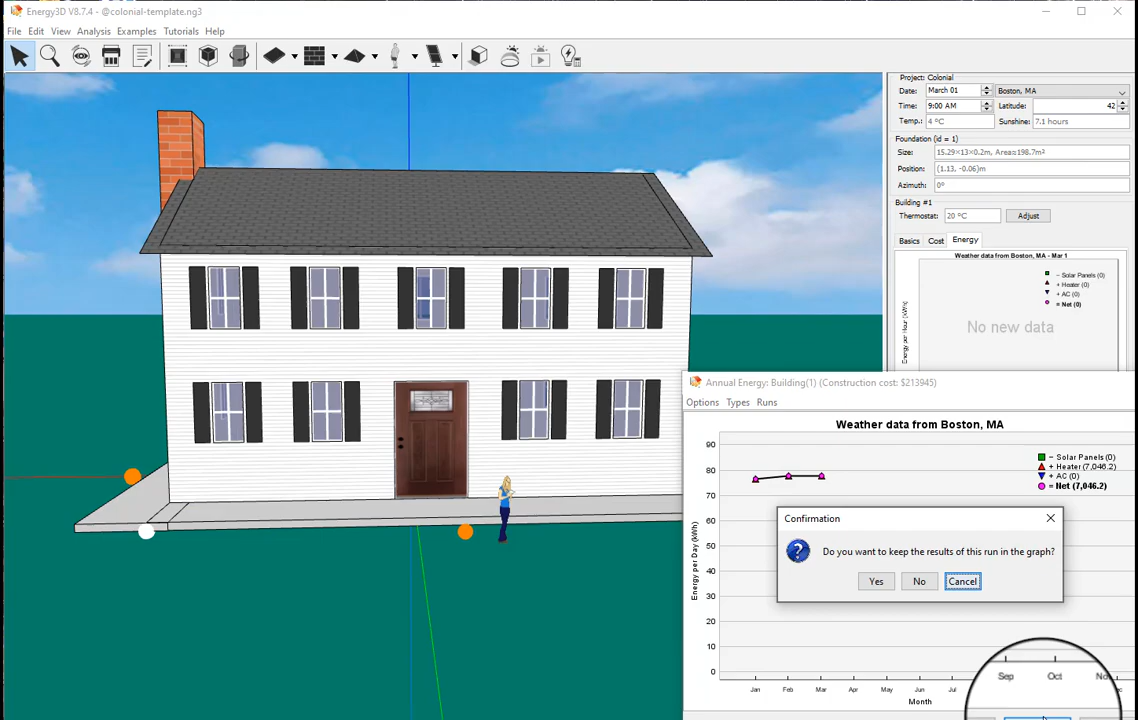 Energy3D V8.7.4 - @colonial-template.ng3
File Edit View Analysis Examples Tutorials Help
Project: Colonial
Date: March 01 Boston, MA
Time: 9:00 AM Latitude: 42
Temp.: 4 ºC Sunshine: 7.1 hours
Foundation (id = 1)
Size: 15.29×13×0.2m, Area≈198.7m²
Position: (1.13, -0.06)m
Azimuth: 0º
Building #1
Thermostat: 20 ºC Adjust
Basics Cost Energy
Weather data from Boston, MA - Mar 1
− Solar Panels (0)
+ Heater (0)
+ AC (0)
= Net (0)
Energy per Hour (kWh)
No new data
Annual Energy: Building(1) (Construction cost: $213945)
Options Types Runs
Weather data from Boston, MA
90
80
70
60
50
40
30
20
10
0
Energy per Day (kWh)
− Solar Panels (0)
+ Heater (7,046.2)
+ AC (0)
= Net (7,046.2)
Confirmation
Do you want to keep the results of this run in the graph?
Yes No Cancel
Jan Feb Mar Apr May Jun Jul
Sep Oct
Month